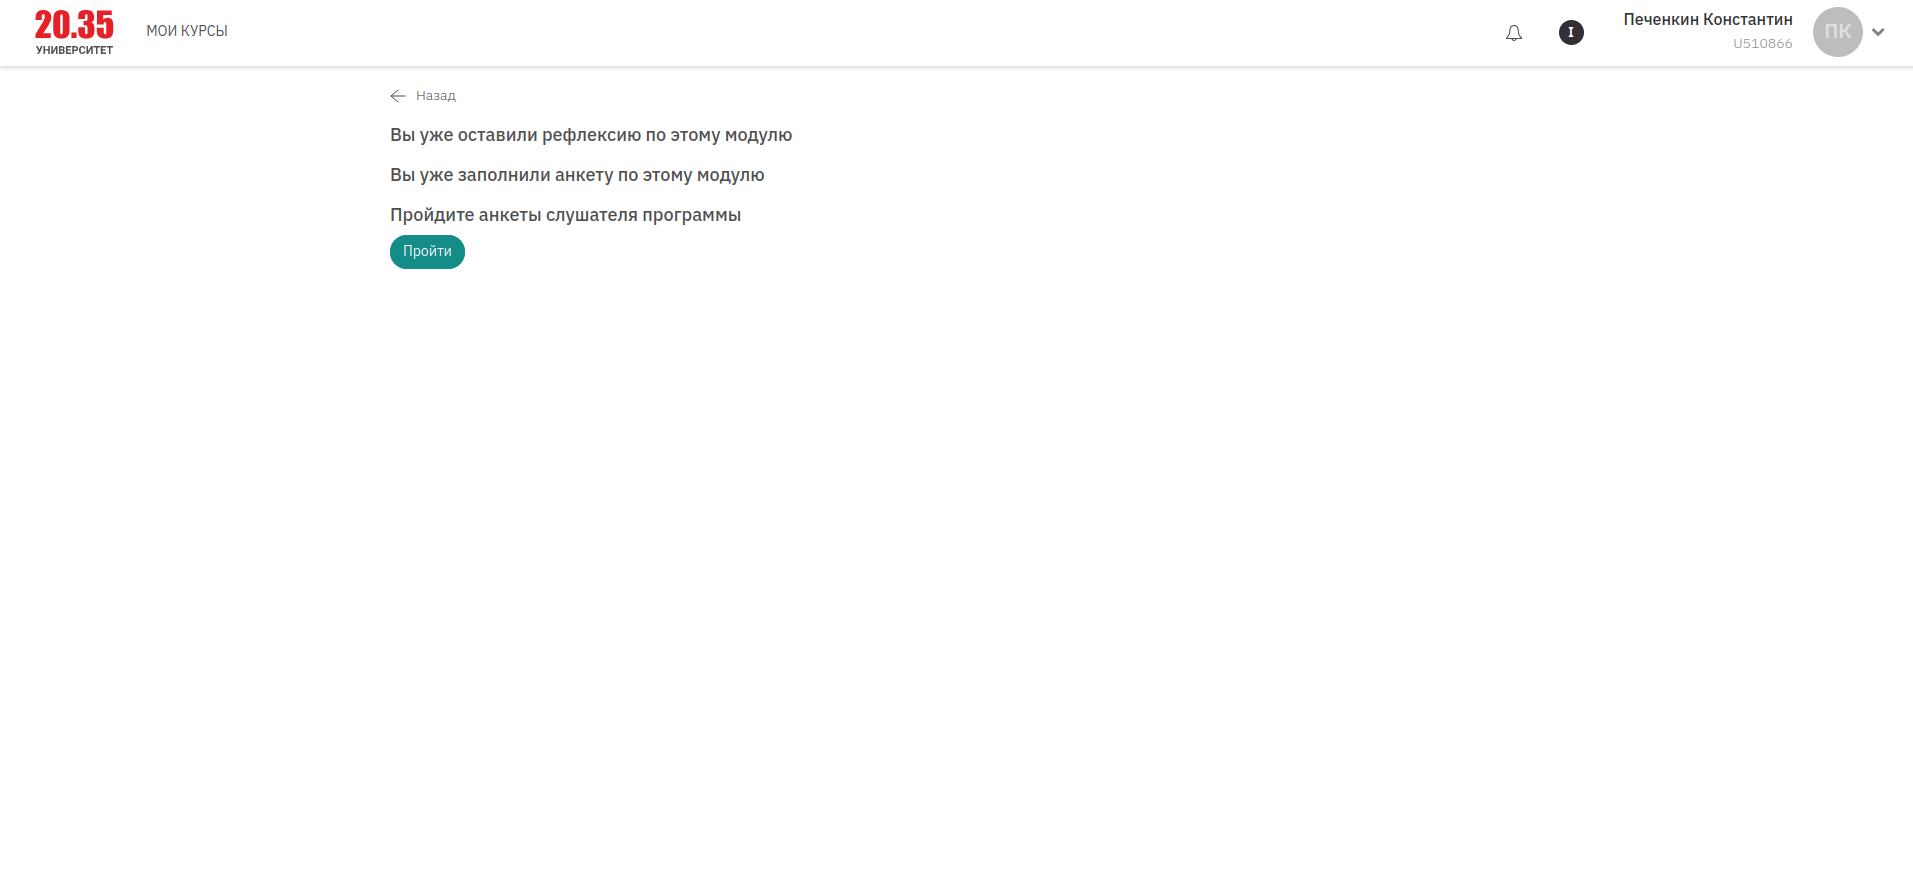 20.35
УНИВЕРСИТЕТ
МОИ КУРСЫ
I
Печенкин Константин
U510866
ПК
Назад
Вы уже оставили рефлексию по этому модулю
Вы уже заполнили анкету по этому модулю
Пройдите анкеты слушателя программы
Пройти